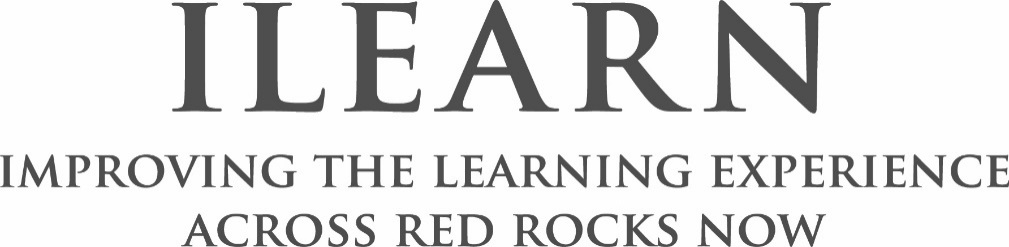 ILEARN
IMPROVING THE LEARNING EXPERIENCE
ACROSS RED ROCKS NOW